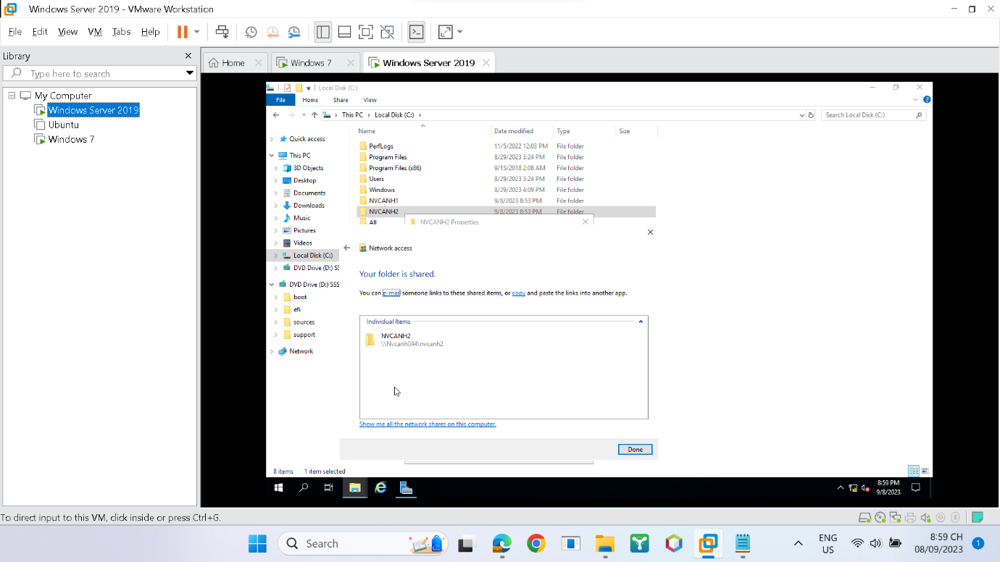 Windows Server 2019 - VMware Workstation
File Edit View VM Tabs Help
Library
Type here to search
My Computer
Windows Server 2019
Ubuntu
Windows 7
Home
Windows 7
Windows Server 2019
Local Disk (C:)
File Home Share View
This PC Local Disk (C:)
Search Local Disk (C:)
Quick access
This PC
3D Objects
Desktop
Documents
Downloads
Music
Pictures
Videos
Local Disk (C:)
DVD Drive (D:) SS
DVD Drive (D:) SSS
boot
efi
sources
support
Network
Name Date modified Type Size
PerfLogs 11/5/2022 12:03 PM File folder
Program Files 8/29/2023 3:24 PM File folder
Program Files (x86) 9/15/2018 2:08 AM File folder
Users 8/29/2023 3:24 PM File folder
Windows 8/29/2023 4:09 PM File folder
NVCANH1 9/8/2023 8:53 PM File folder
NVCANH2 9/8/2023 8:53 PM File folder
All
NVCANH2 Properties
Network access
Your folder is shared.
You can e-mail someone links to these shared items, or copy and paste the links into another app.
Individual Items
NVCANH2
\\Nvcanh044\nvcanh2
Show me all the network shares on this computer.
Done
8 items 1 item selected
8:59 PM
9/8/2023
To direct input to this VM, click inside or press Ctrl+G.
Search
ENG
US
8:59 CH
08/09/2023
1